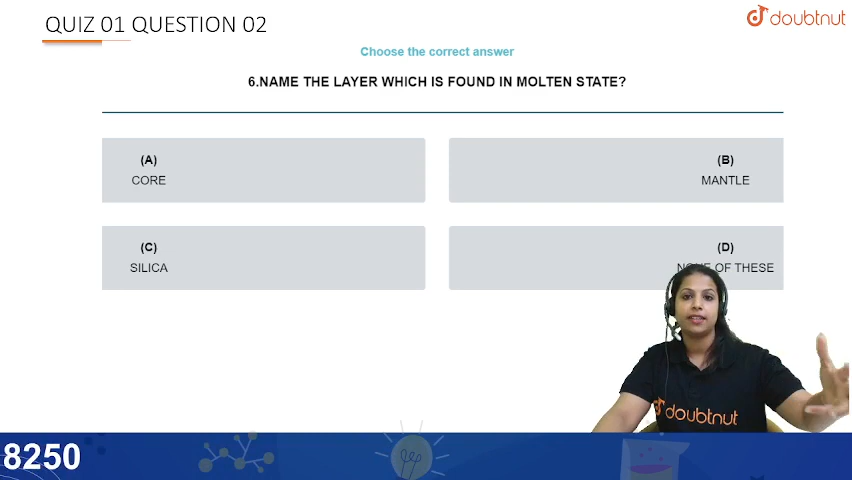 QUIZ 01 QUESTION 02
doubtnut
Choose the correct answer
6.NAME THE LAYER WHICH IS FOUND IN MOLTEN STATE?
(A)
CORE
(B)
MANTLE
(C)
SILICA
(D)
NONE OF THESE
doubtnut
8250